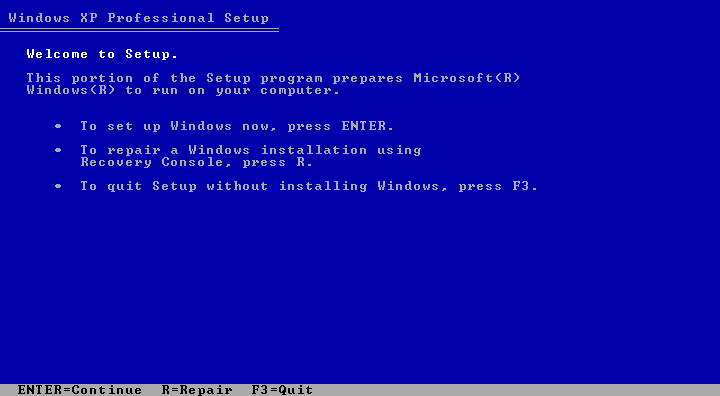 Windows XP Professional Setup
Welcome to Setup.
This portion of the Setup program prepares Microsoft(R)
Windows(R) to run on your computer.
• To set up Windows now, press ENTER.
• To repair a Windows installation using
Recovery Console, press R.
• To quit Setup without installing Windows, press F3.
ENTER=Continue R=Repair F3=Quit